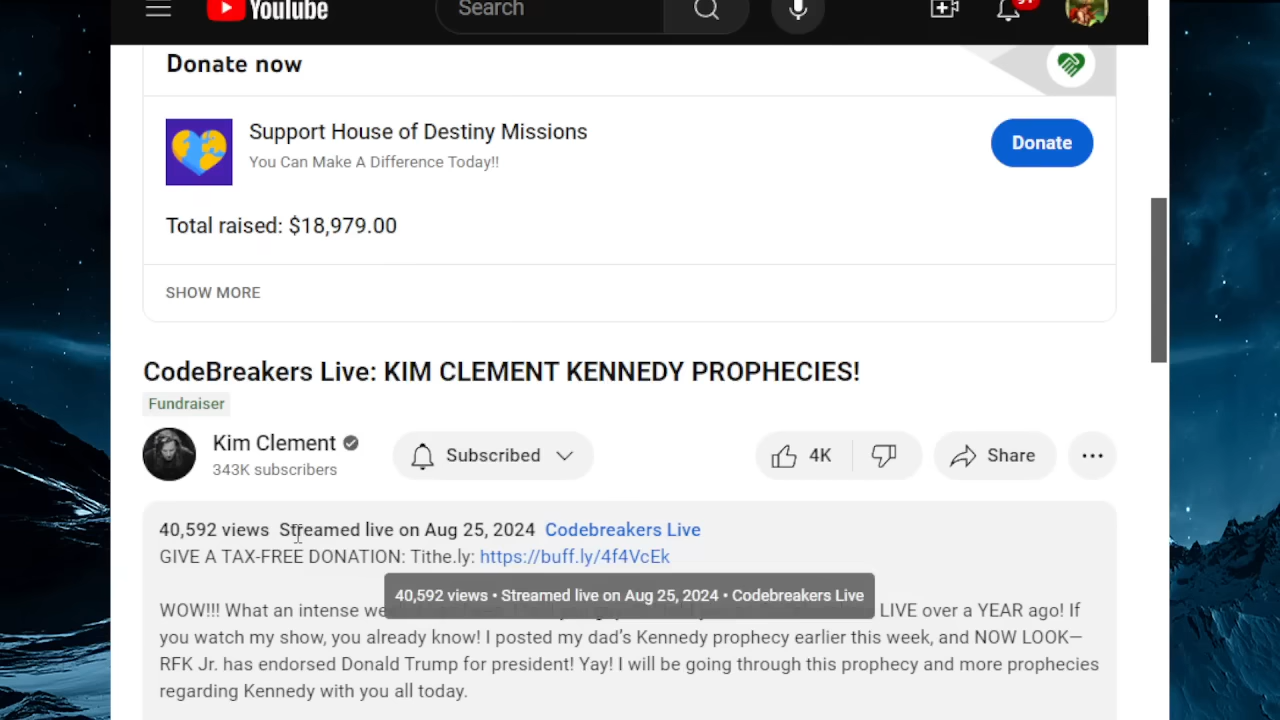 YouTube
Search
Donate now
Support House of Destiny Missions
You Can Make A Difference Today!!
Donate
Total raised: $18,979.00
SHOW MORE
CodeBreakers Live: KIM CLEMENT KENNEDY PROPHECIES!
Fundraiser
Kim Clement
343K subscribers
Subscribed
4K
Share
40,592 views Streamed live on Aug 25, 2024 Codebreakers Live
GIVE A TAX-FREE DONATION: Tithe.ly: https://buff.ly/4f4VcEk
40,592 views • Streamed live on Aug 25, 2024 • Codebreakers Live
WOW!!! What an intense LIVE over a YEAR ago! If
you watch my show, you already know! I posted my dad's Kennedy prophecy earlier this week, and NOW LOOK—
RFK Jr. has endorsed Donald Trump for president! Yay! I will be going through this prophecy and more prophecies
regarding Kennedy with you all today.